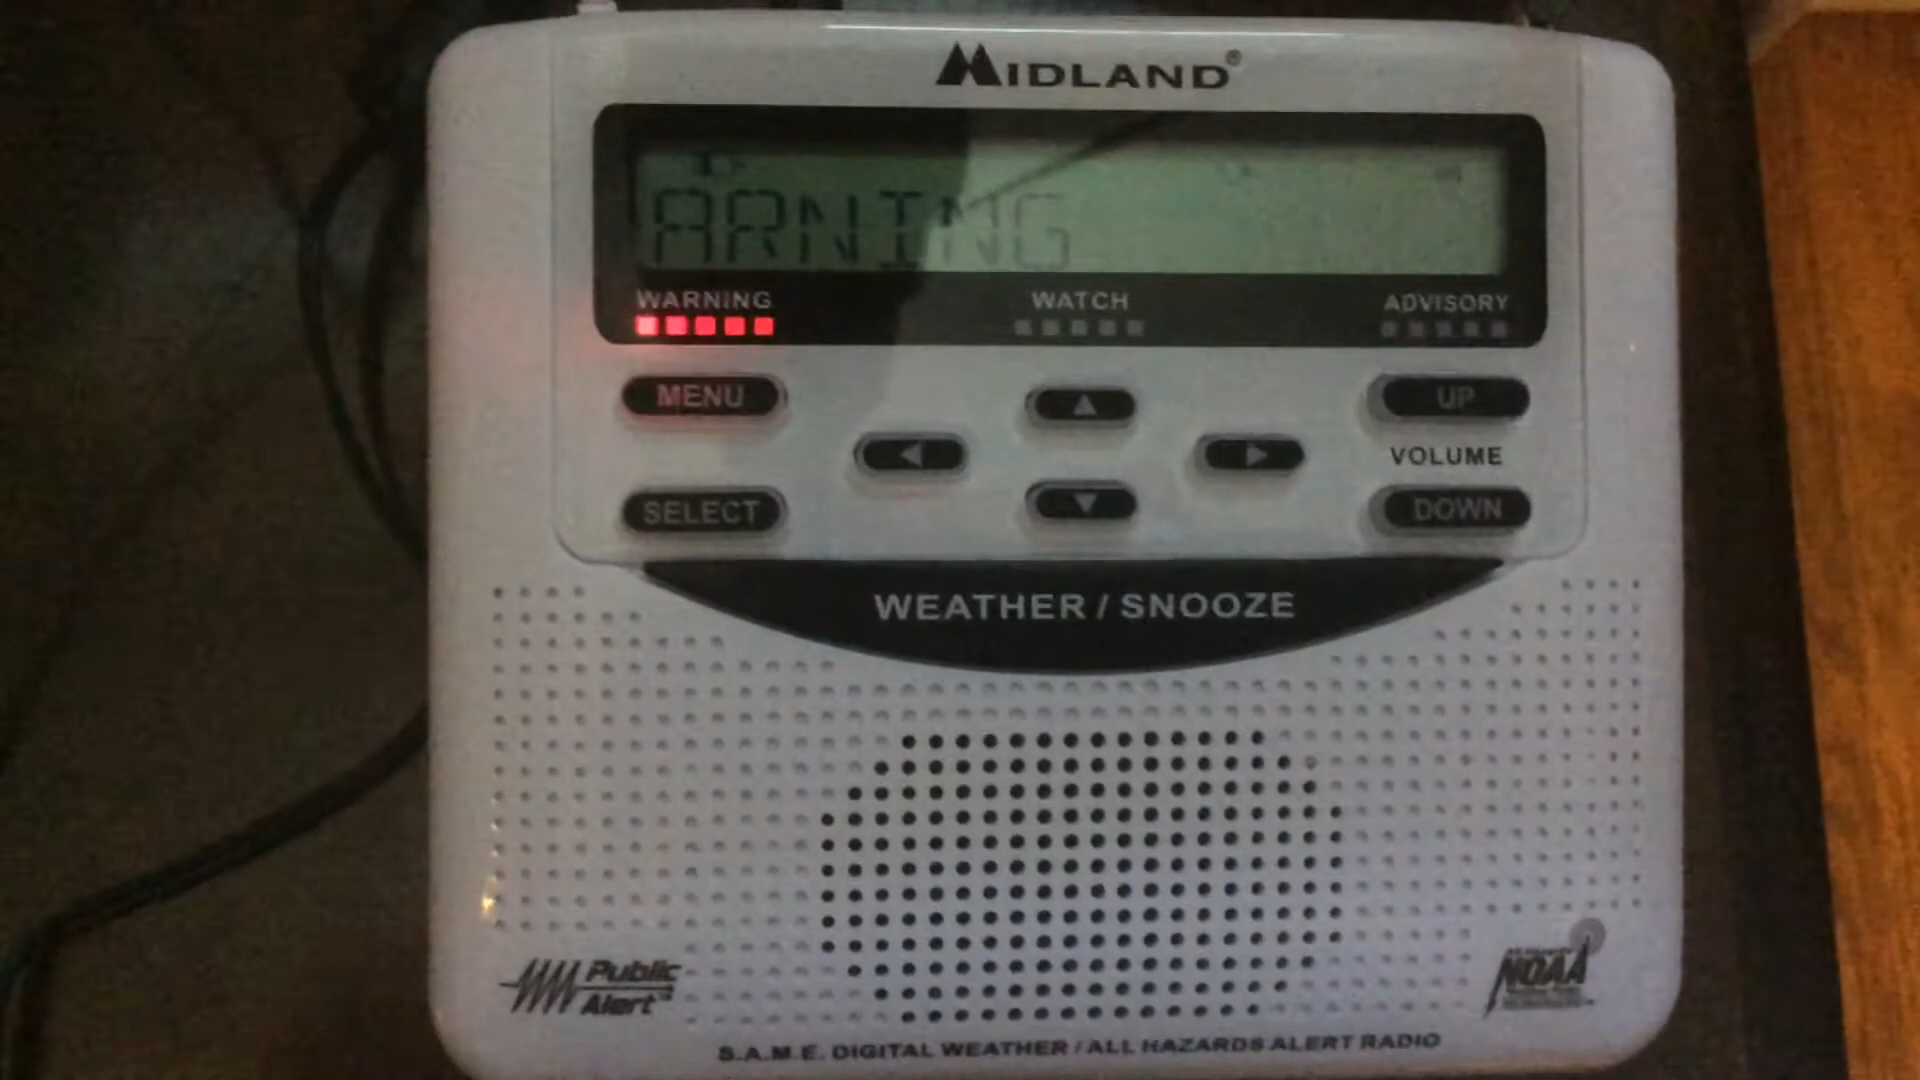 MIDLAND®
ARNING
WARNING WATCH ADVISORY
MENU UP
VOLUME
SELECT DOWN
WEATHER / SNOOZE
Public
Alert™
NOAA
S.A.M.E. DIGITAL WEATHER / ALL HAZARDS ALERT RADIO